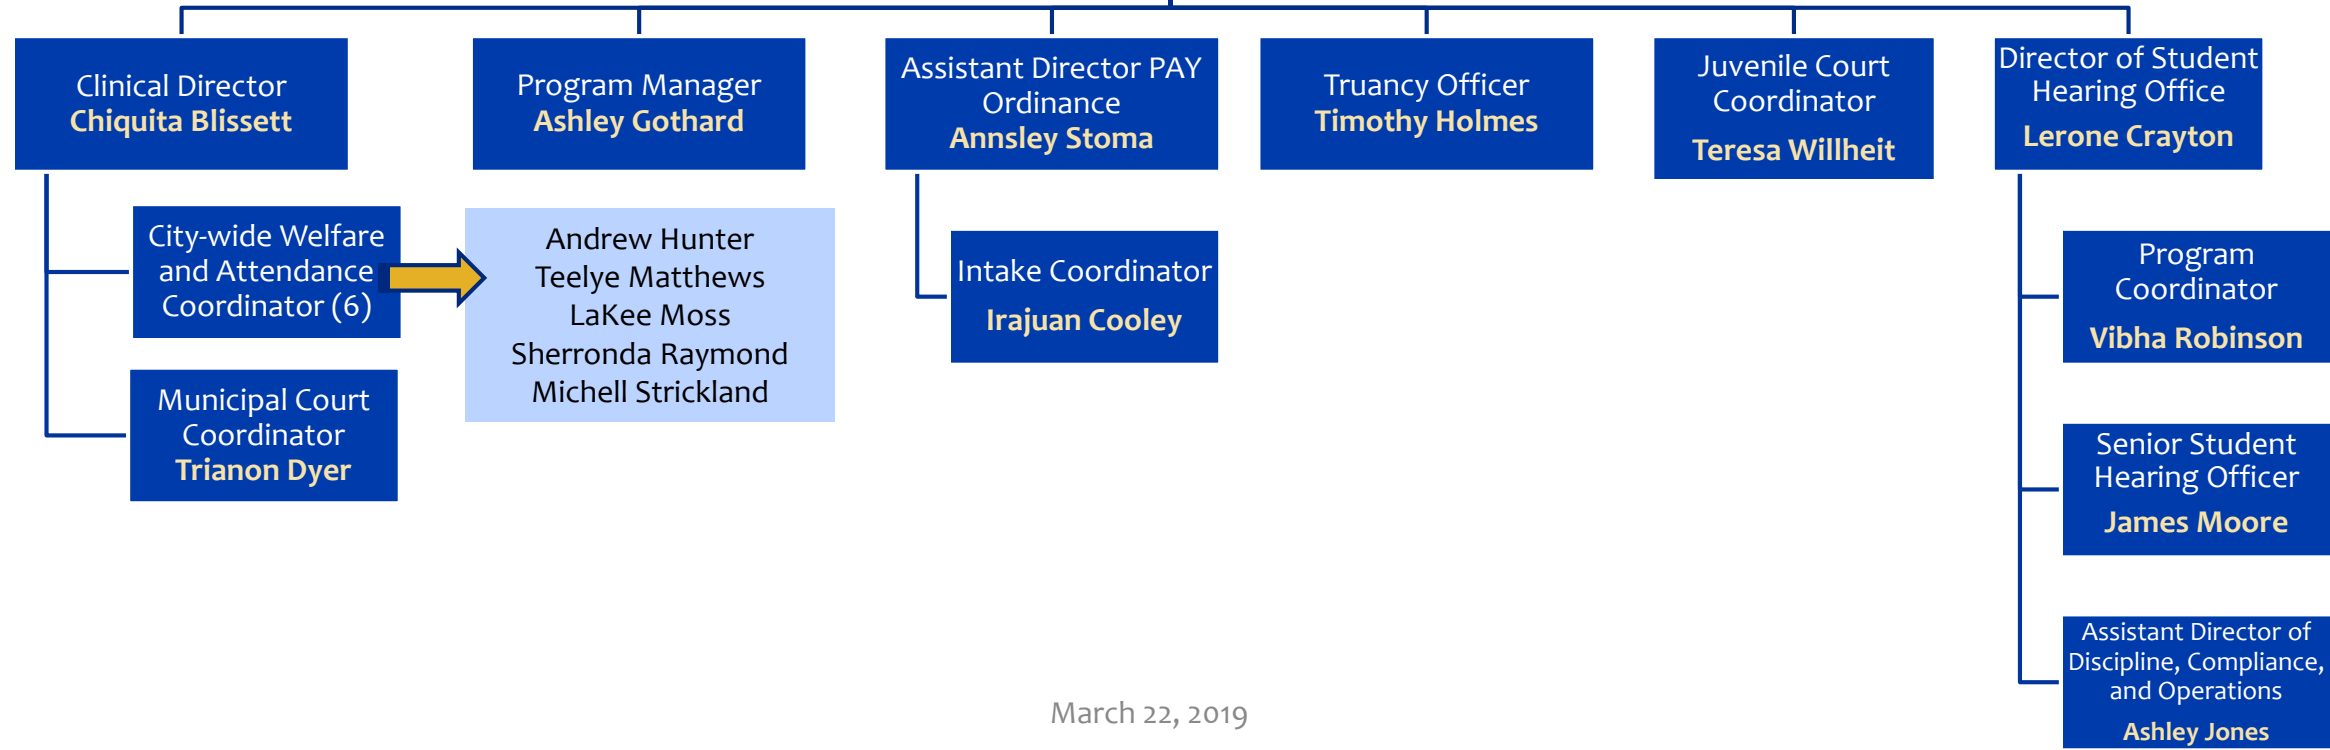 Clinical Director
Chiquita Blissett
Program Manager
Ashley Gothard
Assistant Director PAY
Ordinance
Annsley Stoma
Truancy Officer
Timothy Holmes
Juvenile Court
Coordinator
Teresa Willheit
Director of Student
Hearing Office
Lerone Crayton
City-wide Welfare
and Attendance
Coordinator (6)
Andrew Hunter
Teelye Matthews
LaKee Moss
Sherronda Raymond
Michell Strickland
Municipal Court
Coordinator
Trianon Dyer
Intake Coordinator
Irajuan Cooley
Program
Coordinator
Vibha Robinson
Senior Student
Hearing Officer
James Moore
Assistant Director of
Discipline, Compliance,
and Operations
Ashley Jones
March 22, 2019